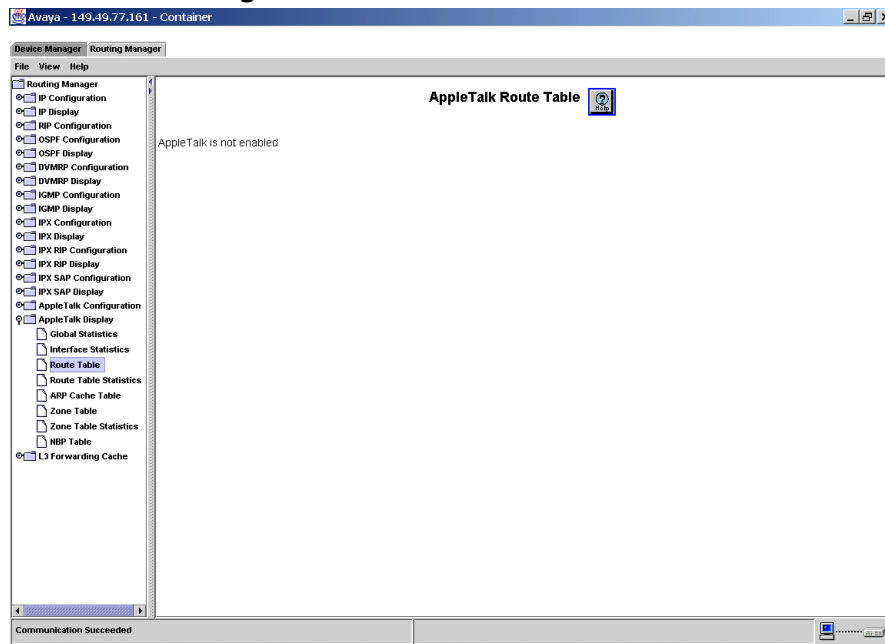 Avaya - 149.49.77.161 - Container
Device Manager Routing Manager
File View Help
Routing Manager
IP Configuration
IP Display
RIP Configuration
OSPF Configuration
OSPF Display
DVMRP Configuration
DVMRP Display
IGMP Configuration
IGMP Display
IPX Configuration
IPX Display
IPX RIP Configuration
IPX RIP Display
IPX SAP Configuration
IPX SAP Display
AppleTalk Configuration
AppleTalk Display
Global Statistics
Interface Statistics
Route Table
Route Table Statistics
ARP Cache Table
Zone Table
Zone Table Statistics
NBP Table
L3 Forwarding Cache
AppleTalk Route Table
Help
AppleTalk is not enabled
Communication Succeeded